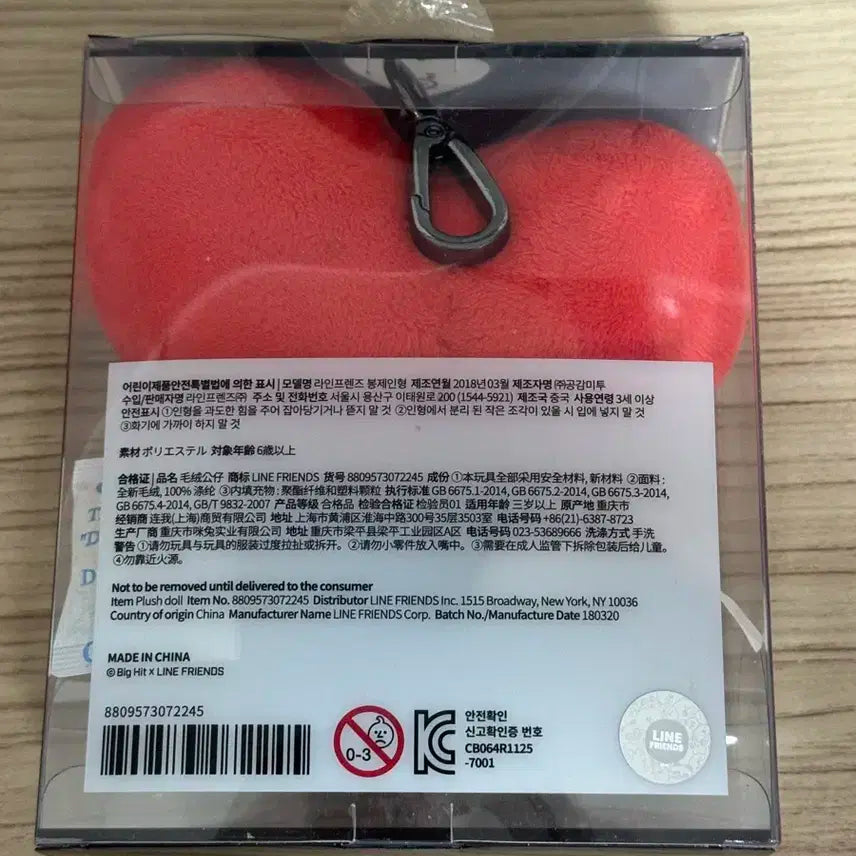 어린이제품안전특별법에 의한 표시 | 모델명 라인프렌즈 봉제인형 제조연월 2018년 03월 제조자명 ㈜공감미투
수입/판매자명 라인프렌즈㈜ 주소 및 전화번호 서울시 용산구 이태원로 200 (1544-5921) 제조국 중국 사용연령 3세 이상
안전표시 ①인형을 과도한 힘을 주어 잡아당기거나 뜯지 말 것 ②인형에서 분리 된 작은 조각이 있을 시 입에 넣지 말 것
③화기에 가까이 하지 말 것
素材 ポリエステル 対象年齢 6歳以上
合格证 | 品名 毛绒公仔 商标 LINE FRIENDS 货号 8809573072245 成份 ①本玩具全部采用安全材料, 新材料 ②面料:
全新毛绒, 100% 涤纶 ③内填充物: 聚酯纤维和塑料颗粒 执行标准 GB 6675.1-2014, GB 6675.2-2014, GB 6675.3-2014,
GB 6675.4-2014, GB/T 9832-2007 产品等级 合格品 检验合格证 检验员01 适用年龄 三岁以上 原产地 重庆市
经销商 连我(上海)商贸有限公司 地址 上海市黄浦区淮海中路300号35层3503室 电话号码 +86(21)-6387-8723
生产厂商 重庆市咪兔实业有限公司 地址 重庆市梁平县梁平工业园区A区 电话号码 023-53689666 洗涤方式 手洗
警告 ①请勿玩具与玩具的服装过度拉扯或拆开。②请勿小零件放入嘴中。③需要在成人监管下拆除包装后给儿童。
④勿靠近火源。
Not to be removed until delivered to the consumer
Item Plush doll Item No. 8809573072245 Distributor LINE FRIENDS Inc. 1515 Broadway, New York, NY 10036
Country of origin China Manufacturer Name LINE FRIENDS Corp. Batch No./Manufacture Date 180320
MADE IN CHINA
© Big Hit x LINE FRIENDS
8809573072245
0-3
안전확인
신고확인증 번호
CB064R1125
-7001
LINE
FRIENDS